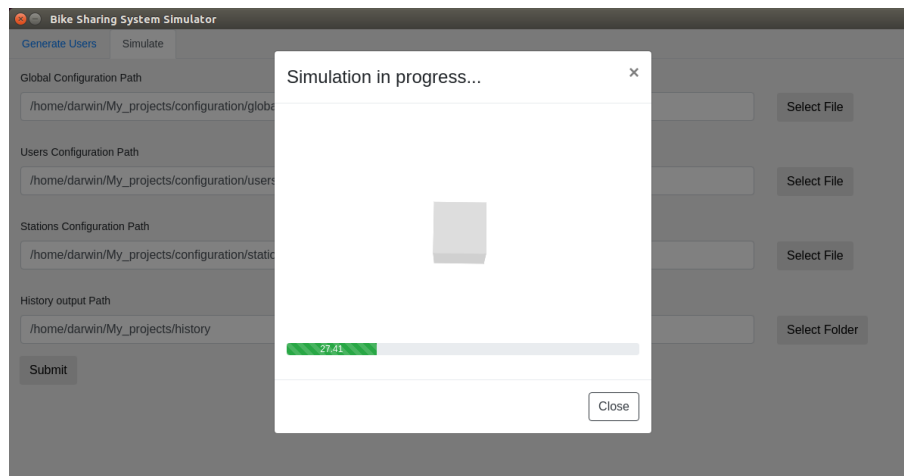 Bike Sharing System Simulator
Generate Users Simulate
Global Configuration Path
/home/darwin/My_projects/configuration/globa
Select File
Simulation in progress...
×
Users Configuration Path
/home/darwin/My_projects/configuration/users
Select File
Stations Configuration Path
/home/darwin/My_projects/configuration/static
Select File
History output Path
/home/darwin/My_projects/history
Select Folder
27.41
Submit
Close